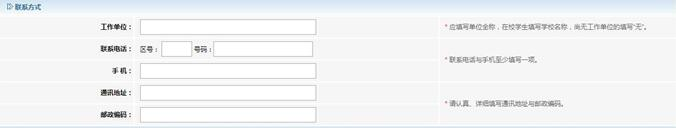 联系方式
工作单位：
* 应填写单位全称，在校学生填写学校名称，尚无工作单位的填写"无"。
联系电话： 区号： 号码：
* 联系电话与手机至少填写一项。
手 机：
通讯地址：
* 请认真、详细填写通讯地址与邮政编码。
邮政编码：